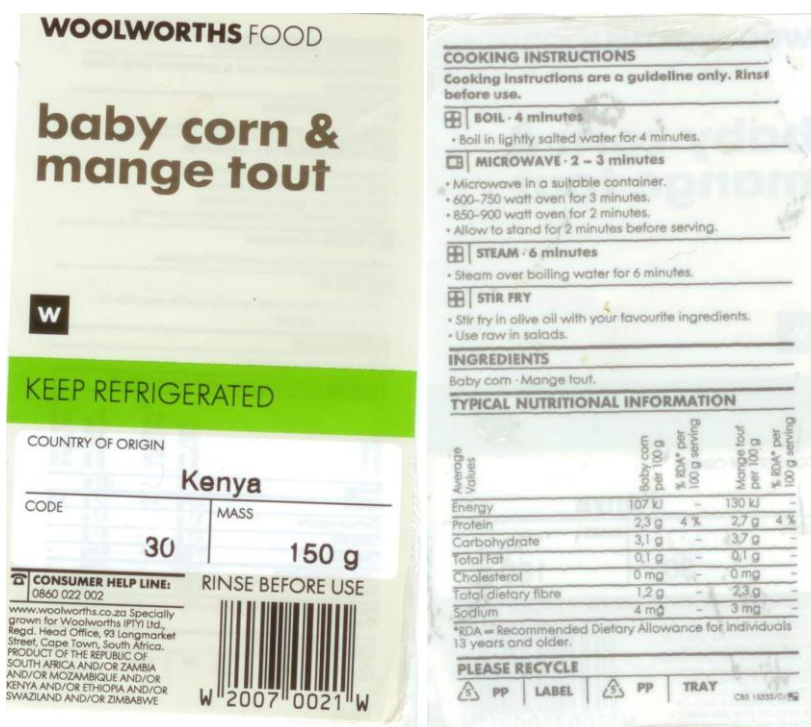 WOOLWORTHS FOOD
baby corn &
mange tout
W
KEEP REFRIGERATED
COUNTRY OF ORIGIN
Kenya
CODE
30
MASS
150 g
CONSUMER HELP LINE:
0860 022 002
www.woolworths.co.za Specially
grown for Woolworths (PTY) Ltd.,
Regd. Head Office, 93 Longmarket
Street, Cape Town, South Africa.
PRODUCT OF THE REPUBLIC OF
SOUTH AFRICA AND/OR ZAMBIA
AND/OR MOZAMBIQUE AND/OR
KENYA AND/OR ETHIOPIA AND/OR
SWAZILAND AND/OR ZIMBABWE
RINSE BEFORE USE
W 2007 0021 W
COOKING INSTRUCTIONS
Cooking instructions are a guideline only. Rinse
before use.
BOIL · 4 minutes
• Boil in lightly salted water for 4 minutes.
MICROWAVE · 2 – 3 minutes
• Microwave in a suitable container.
• 600–750 watt oven for 3 minutes.
• 850–900 watt oven for 2 minutes.
• Allow to stand for 2 minutes before serving.
STEAM · 6 minutes
• Steam over boiling water for 6 minutes.
STIR FRY
• Stir fry in olive oil with your favourite ingredients.
• Use raw in salads.
INGREDIENTS
Baby corn · Mange tout.
TYPICAL NUTRITIONAL INFORMATION
Average Values
Baby corn per 100 g
% RDA* per 100 g serving
Mange tout per 100 g
% RDA* per 100 g serving
Energy 107 kJ – 130 kJ –
Protein 2,3 g 4 % 2,7 g 4 %
Carbohydrate 3,1 g – 3,7 g –
Total Fat 0,1 g – 0,1 g –
Cholesterol 0 mg – 0 mg –
Total dietary fibre 1,2 g – 2,3 g –
Sodium 4 mg – 3 mg –
*RDA = Recommended Dietary Allowance for individuals
13 years and older.
PLEASE RECYCLE
5 PP LABEL 5 PP TRAY